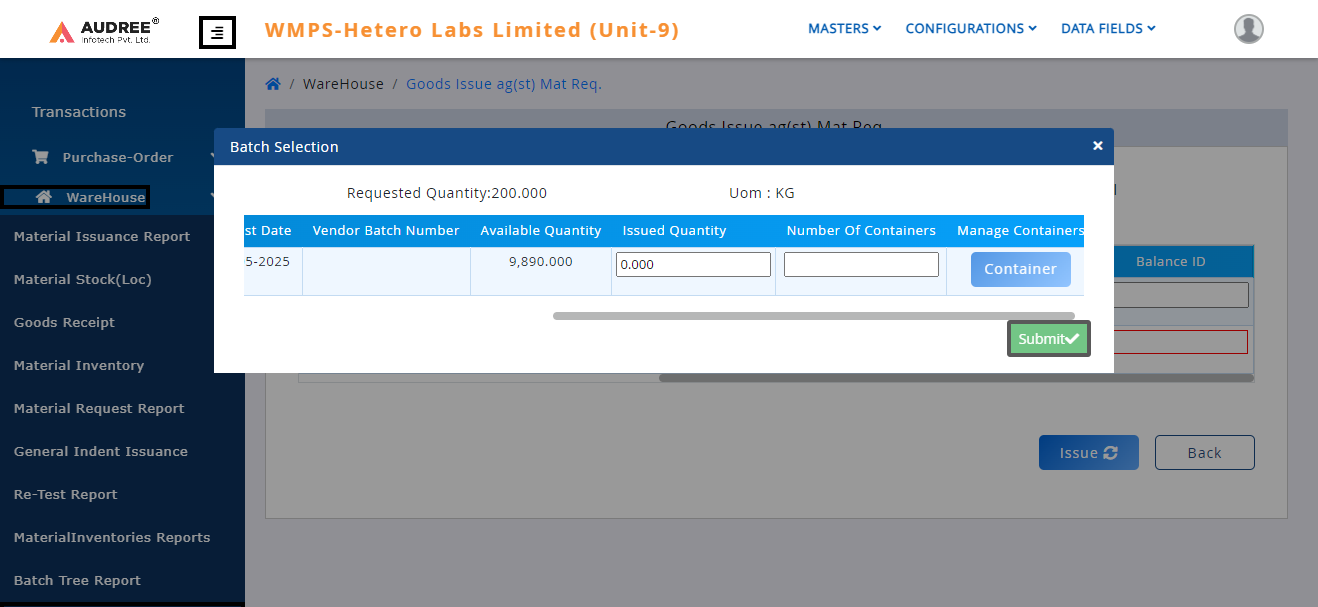 AUDREE®
Infotech Pvt. Ltd.
WMPS-Hetero Labs Limited (Unit-9)
MASTERS
CONFIGURATIONS
DATA FIELDS
Transactions
Purchase-Order
WareHouse
Material Issuance Report
Material Stock(Loc)
Goods Receipt
Material Inventory
Material Request Report
General Indent Issuance
Re-Test Report
MaterialInventories Reports
Batch Tree Report
/ WareHouse / Goods Issue ag(st) Mat Req.
Goods Issue ag(st) Mat Req
Batch Selection ×
Requested Quantity:200.000 Uom : KG
st Date Vendor Batch Number Available Quantity Issued Quantity Number Of Containers Manage Containers
5-2025 9,890.000 0.000 Container
Submit
Balance ID
Issue Back